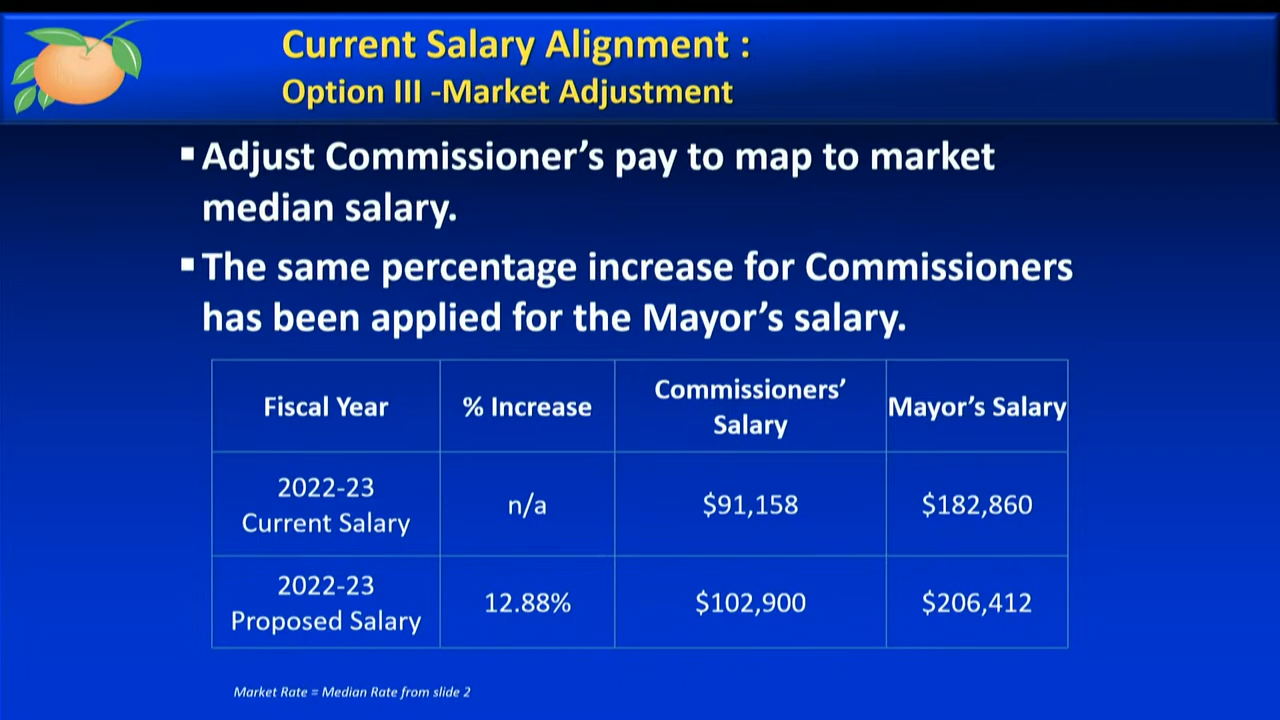 Current Salary Alignment :
Option III -Market Adjustment
▪ Adjust Commissioner’s pay to map to market
median salary.
▪ The same percentage increase for Commissioners
has been applied for the Mayor’s salary.
Fiscal Year % Increase Commissioners’ Salary Mayor’s Salary
2022-23 Current Salary n/a $91,158 $182,860
2022-23 Proposed Salary 12.88% $102,900 $206,412
Market Rate = Median Rate from slide 2